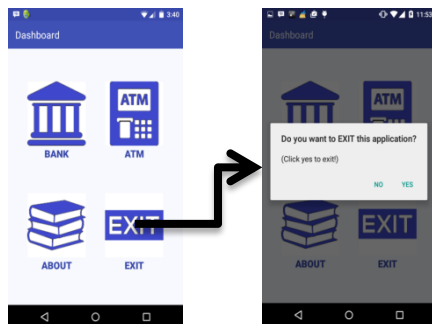 3:40
Dashboard
ATM
BANK
ATM
EXIT
ABOUT
EXIT
11:53
Dashboard
ATM
Do you want to EXIT this application?
(Click yes to exit!)
NO YES
EXIT
ABOUT
EXIT